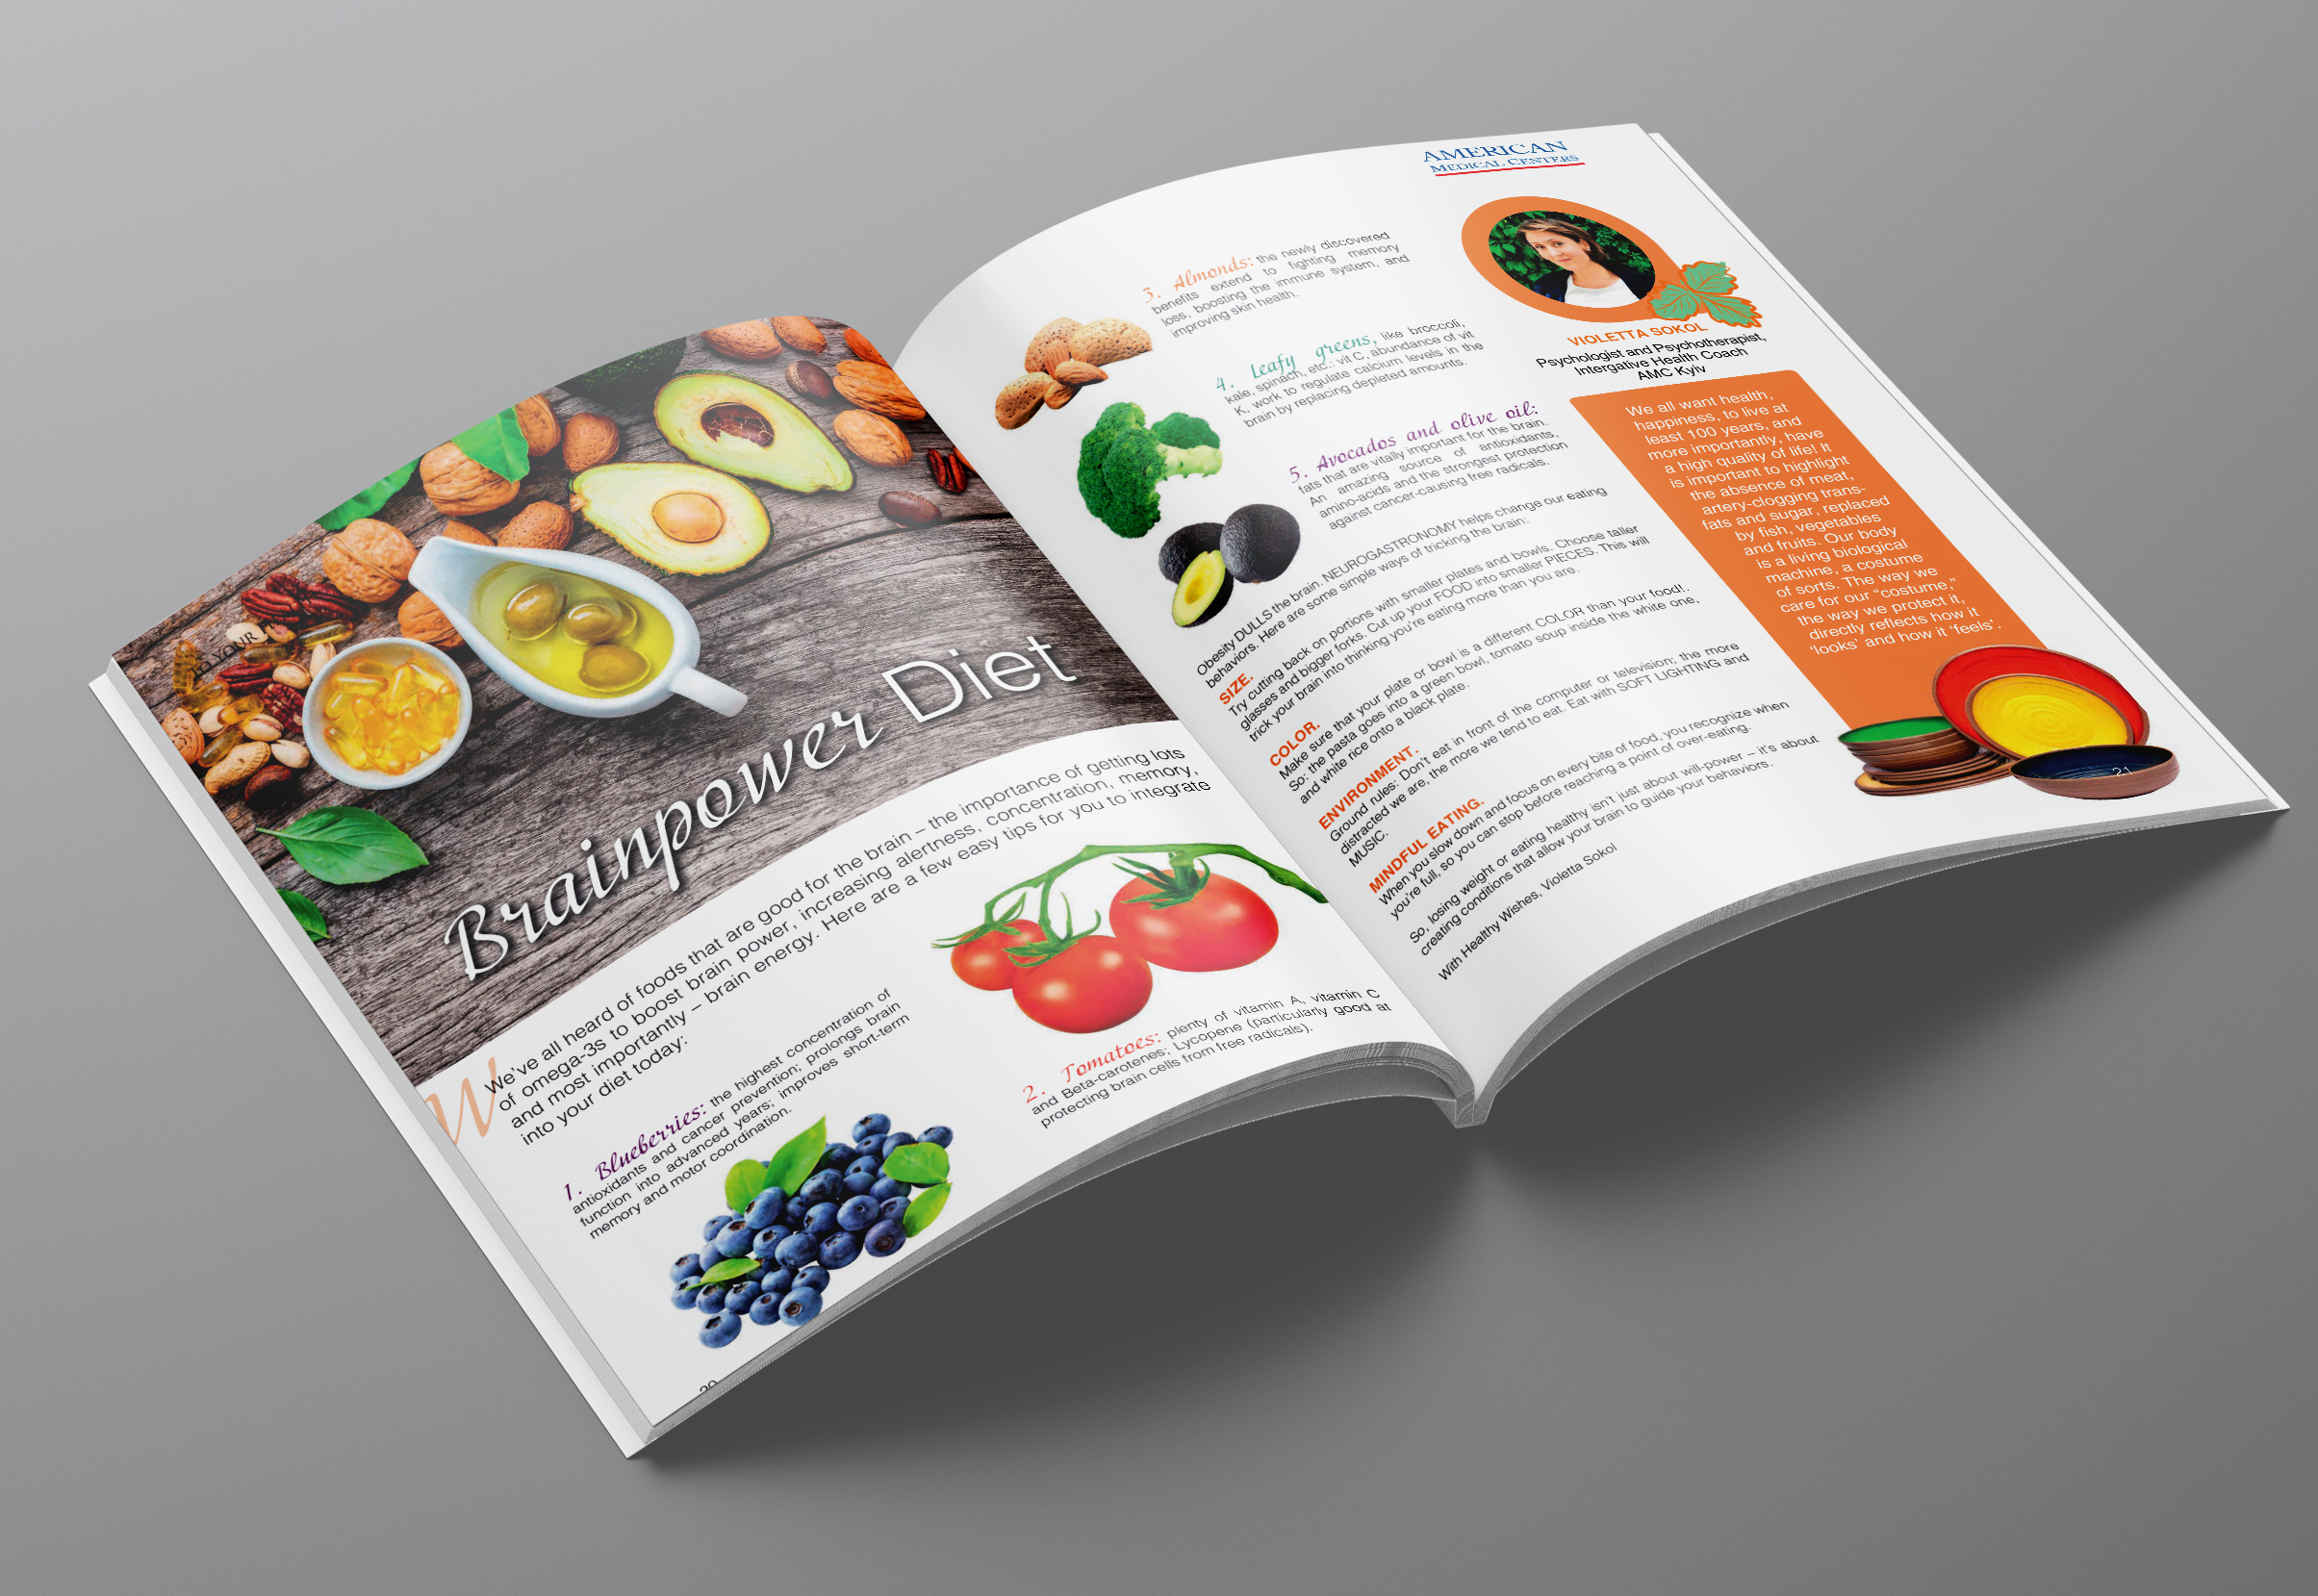 TO YOUR
Brainpower Diet
We've all heard of foods that are good for the brain – the importance of getting lots
of omega-3s to boost brain power, increasing alertness, concentration, memory,
and most importantly – brain energy. Here are a few easy tips for you to integrate
into your diet today:
1. Blueberries: the highest concentration of
antioxidants and cancer prevention; prolongs brain
function into advanced years; improves short-term
memory and motor coordination.
2. Tomatoes: plenty of vitamin A, vitamin C
and Beta-carotenes; Lycopene (particularly good at
protecting brain cells from free radicals).
20
AMERICAN
MEDICAL CENTERS
3. Almonds: the newly discovered
benefits extend to fighting memory
loss, boosting the immune system, and
improving skin health.
4. Leafy greens, like broccoli,
kale, spinach, etc.: vit C, abundance of vit
K, work to regulate calcium levels in the
brain by replacing depleted amounts.
5. Avocados and olive oil:
fats that are vitally important for the brain.
An amazing source of antioxidants,
amino-acids and the strongest protection
against cancer-causing free radicals.
Obesity DULLS the brain. NEUROGASTRONOMY helps change our eating
behaviors. Here are some simple ways of tricking the brain:
SIZE.
Try cutting back on portions with smaller plates and bowls. Choose taller
glasses and bigger forks. Cut up your FOOD into smaller PIECES. This will
trick your brain into thinking you're eating more than you are.
COLOR.
Make sure that your plate or bowl is a different COLOR than your food!.
So: the pasta goes into a green bowl, tomato soup inside the white one,
and white rice onto a black plate.
ENVIRONMENT.
Ground rules: Don't eat in front of the computer or television: the more
distracted we are, the more we tend to eat. Eat with SOFT LIGHTING and
MUSIC.
MINDFUL EATING.
When you slow down and focus on every bite of food, you recognize when
you're full, so you can stop before reaching a point of over-eating.
So, losing weight or eating healthy isn't just about will-power – it's about
creating conditions that allow your brain to guide your behaviors.
With Healthy Wishes, Violetta Sokol
VIOLETTA SOKOL
Psychologist and Psychotherapist,
Intergative Health Coach
AMC Kyiv
We all want health,
happiness, to live at
least 100 years, and
more importantly, have
a high quality of life! It
is important to highlight
the absence of meat,
artery-clogging trans-
fats and sugar, replaced
by fish, vegetables
and fruits. Our body
is a living biological
machine, a costume
of sorts. The way we
care for our "costume,"
the way we protect it,
directly reflects how it
'looks' and how it 'feels'.
21